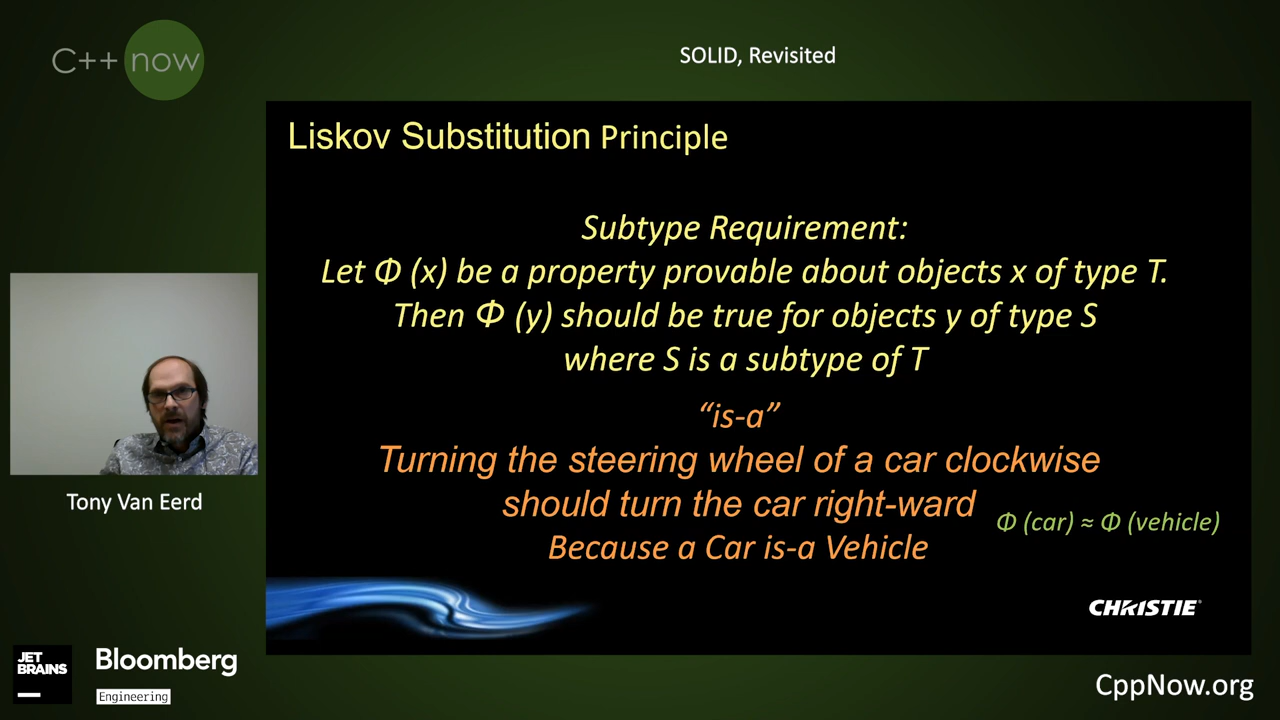 C++ now
SOLID, Revisited
Liskov Substitution Principle
Subtype Requirement:
Let Φ (x) be a property provable about objects x of type T.
Then Φ (y) should be true for objects y of type S
where S is a subtype of T
“is-a”
Turning the steering wheel of a car clockwise
should turn the car right-ward
Φ (car) ≈ Φ (vehicle)
Because a Car is-a Vehicle
Tony Van Eerd
CHRISTIE®
JET
BRAINS
Bloomberg
Engineering
CppNow.org